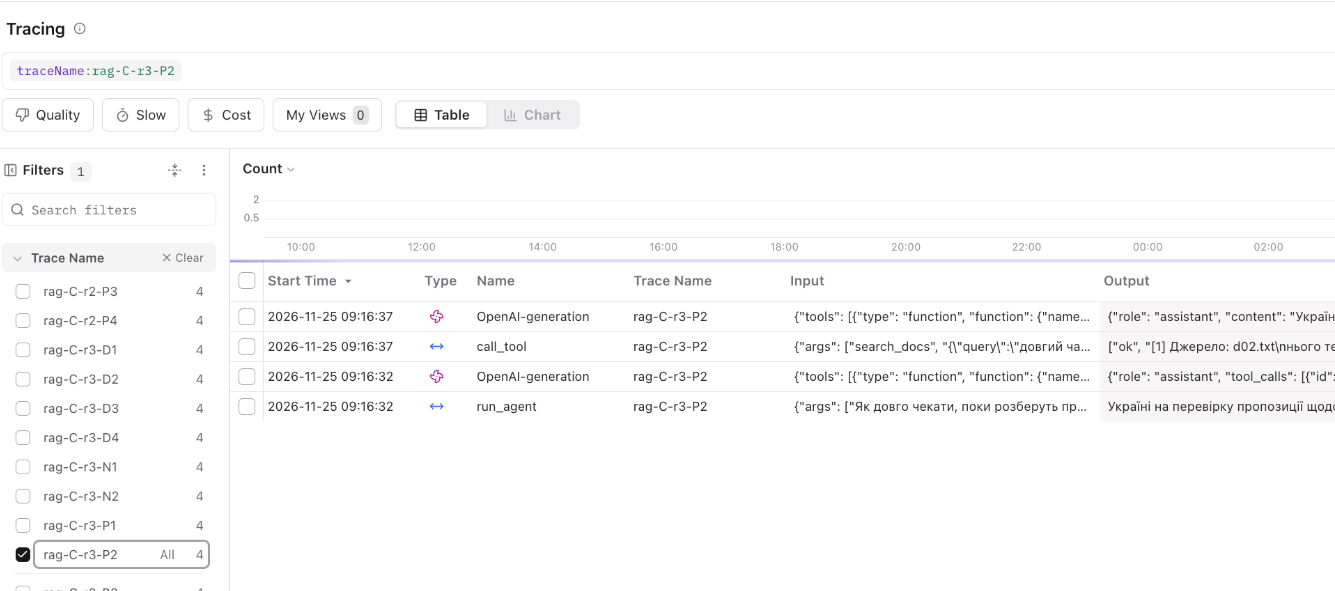 Tracing
traceName:rag-C-r3-P2
Quality Slow $ Cost My Views 0 Table Chart
Filters 1
Search filters
Trace Name × Clear
rag-C-r2-P3 4
rag-C-r2-P4 4
rag-C-r3-D1 4
rag-C-r3-D2 4
rag-C-r3-D3 4
rag-C-r3-D4 4
rag-C-r3-N1 4
rag-C-r3-N2 4
rag-C-r3-P1 4
rag-C-r3-P2 All 4
Count
2
0.5
10:00 12:00 14:00 16:00 18:00 20:00 22:00 00:00 02:00
Start Time Type Name Trace Name Input Output
2026-11-25 09:16:37 OpenAI-generation rag-C-r3-P2 {"tools": [{"type": "function", "function": {"name... {"role": "assistant", "content": "Україн
2026-11-25 09:16:37 call_tool rag-C-r3-P2 {"args": ["search_docs", "{\"query\":\"довгий ча... ["ok", "[1] Джерело: d02.txt\nнього те
2026-11-25 09:16:32 OpenAI-generation rag-C-r3-P2 {"tools": [{"type": "function", "function": {"name... {"role": "assistant", "tool_calls": [{"id":
2026-11-25 09:16:32 run_agent rag-C-r3-P2 {"args": ["Як довго чекати, поки розберуть пр... Україні на перевірку пропозиції щодо